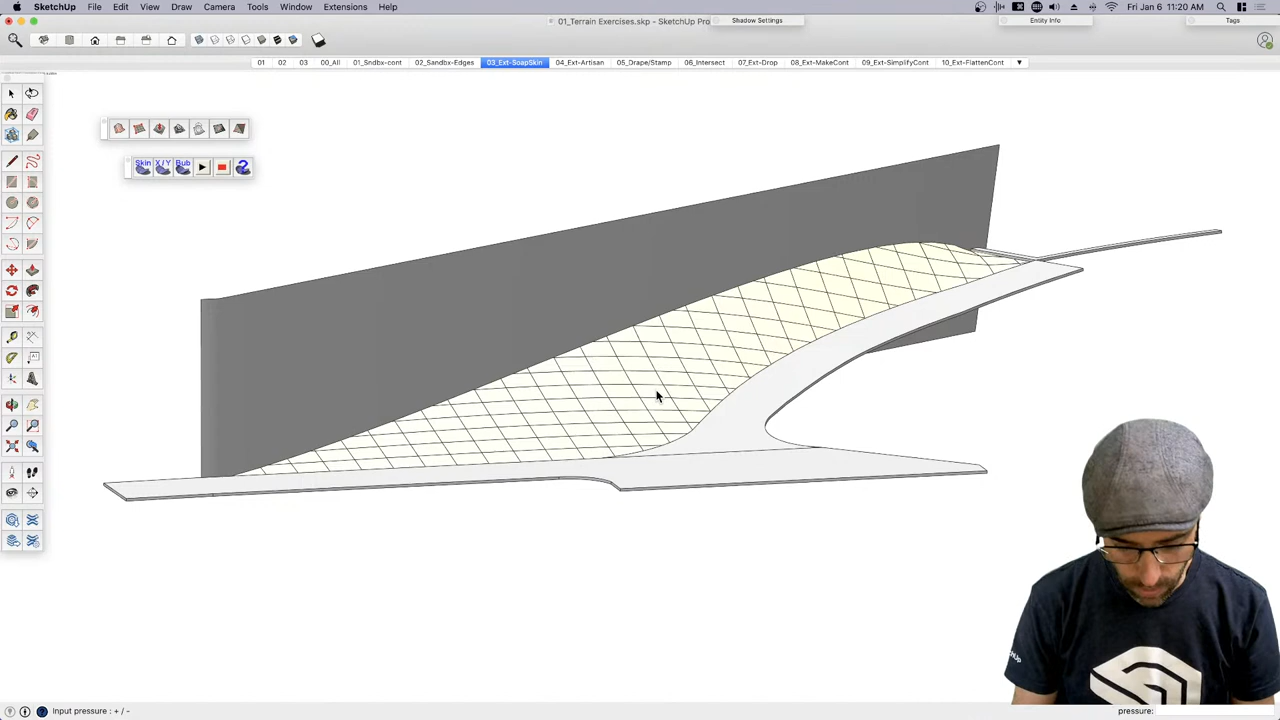 SketchUp File Edit View Draw Camera Tools Window Extensions Help Fri Jan 6 11:20 AM
01_Terrain Exercises.skp - SketchUp Pro Shadow Settings Entity Info Tags
01 02 03 00_All 01_Sndbx-cont 02_Sandbx-Edges 03_Ext-SoapSkin 04_Ext-Artisan 05_Drape/Stamp 06_Intersect 07_Ext-Drop 08_Ext-MakeCont 09_Ext-SimplifyCont 10_Ext-FlattenCont
Skin X/Y Bub
Input pressure : + / - pressure: